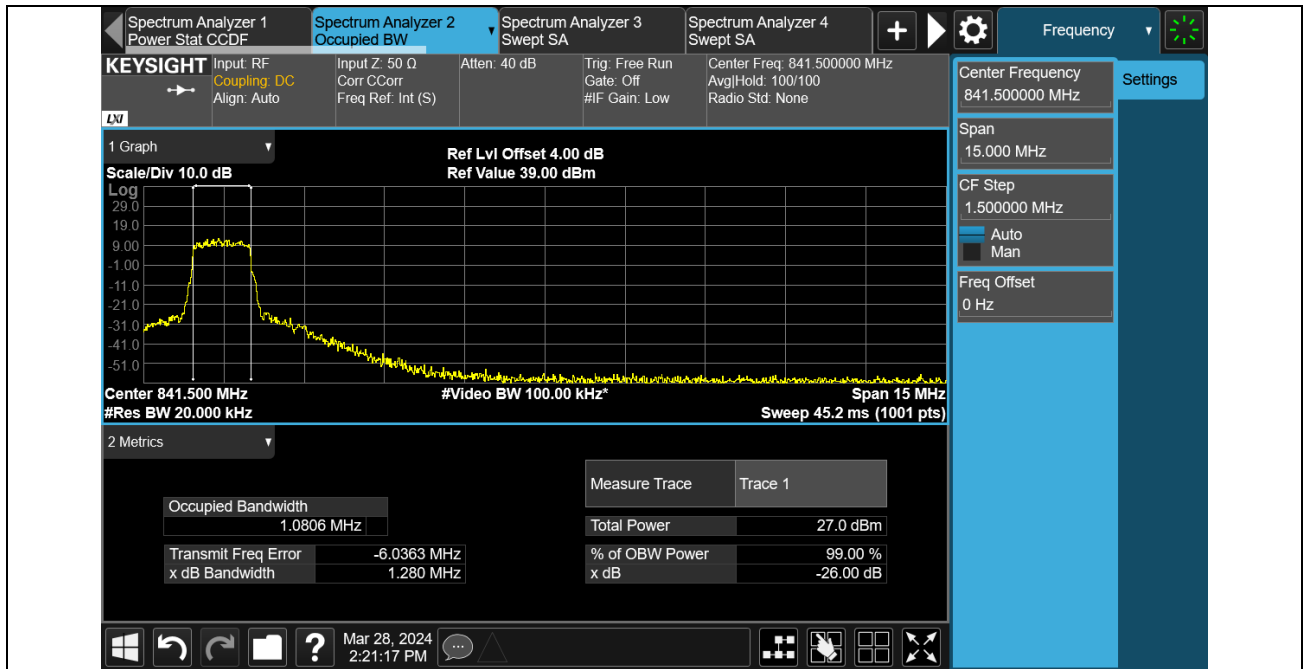 Spectrum Analyzer 1
Power Stat CCDF
Spectrum Analyzer 2
Occupied BW
Spectrum Analyzer 3
Swept SA
Spectrum Analyzer 4
Swept SA
+
Frequency
KEYSIGHT
LXI
Input: RF
Coupling: DC
Align: Auto
Input Z: 50 Ω
Corr CCorr
Freq Ref: Int (S)
Atten: 40 dB
Trig: Free Run
Gate: Off
#IF Gain: Low
Center Freq: 841.500000 MHz
Avg|Hold: 100/100
Radio Std: None
Center Frequency
841.500000 MHz
Settings
Span
15.000 MHz
CF Step
1.500000 MHz
Auto
Man
Freq Offset
0 Hz
1 Graph
Scale/Div 10.0 dB
Ref Lvl Offset 4.00 dB
Ref Value 39.00 dBm
Log
29.0
19.0
9.00
-1.00
-11.0
-21.0
-31.0
-41.0
-51.0
Center 841.500 MHz
#Video BW 100.00 kHz*
Span 15 MHz
#Res BW 20.000 kHz
Sweep 45.2 ms (1001 pts)
2 Metrics
Measure Trace Trace 1
Occupied Bandwidth
1.0806 MHz
Total Power 27.0 dBm
Transmit Freq Error -6.0363 MHz
% of OBW Power 99.00 %
x dB Bandwidth 1.280 MHz
x dB -26.00 dB
?
Mar 28, 2024
2:21:17 PM